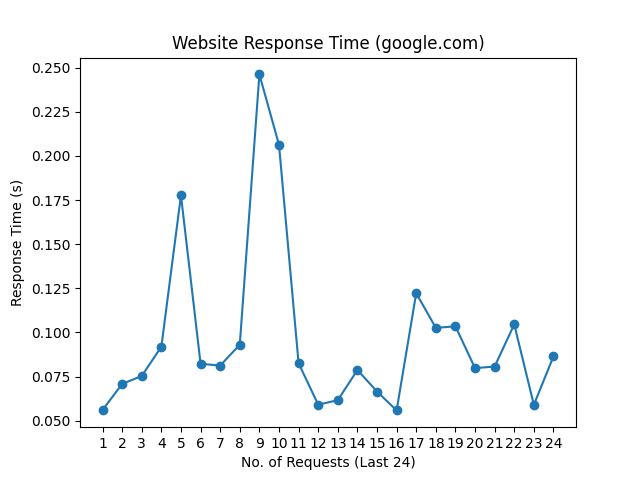 Website Response Time (google.com)
Response Time (s)
0.250
0.225
0.200
0.175
0.150
0.125
0.100
0.075
0.050
1 2 3 4 5 6 7 8 9 10 11 12 13 14 15 16 17 18 19 20 21 22 23 24
No. of Requests (Last 24)